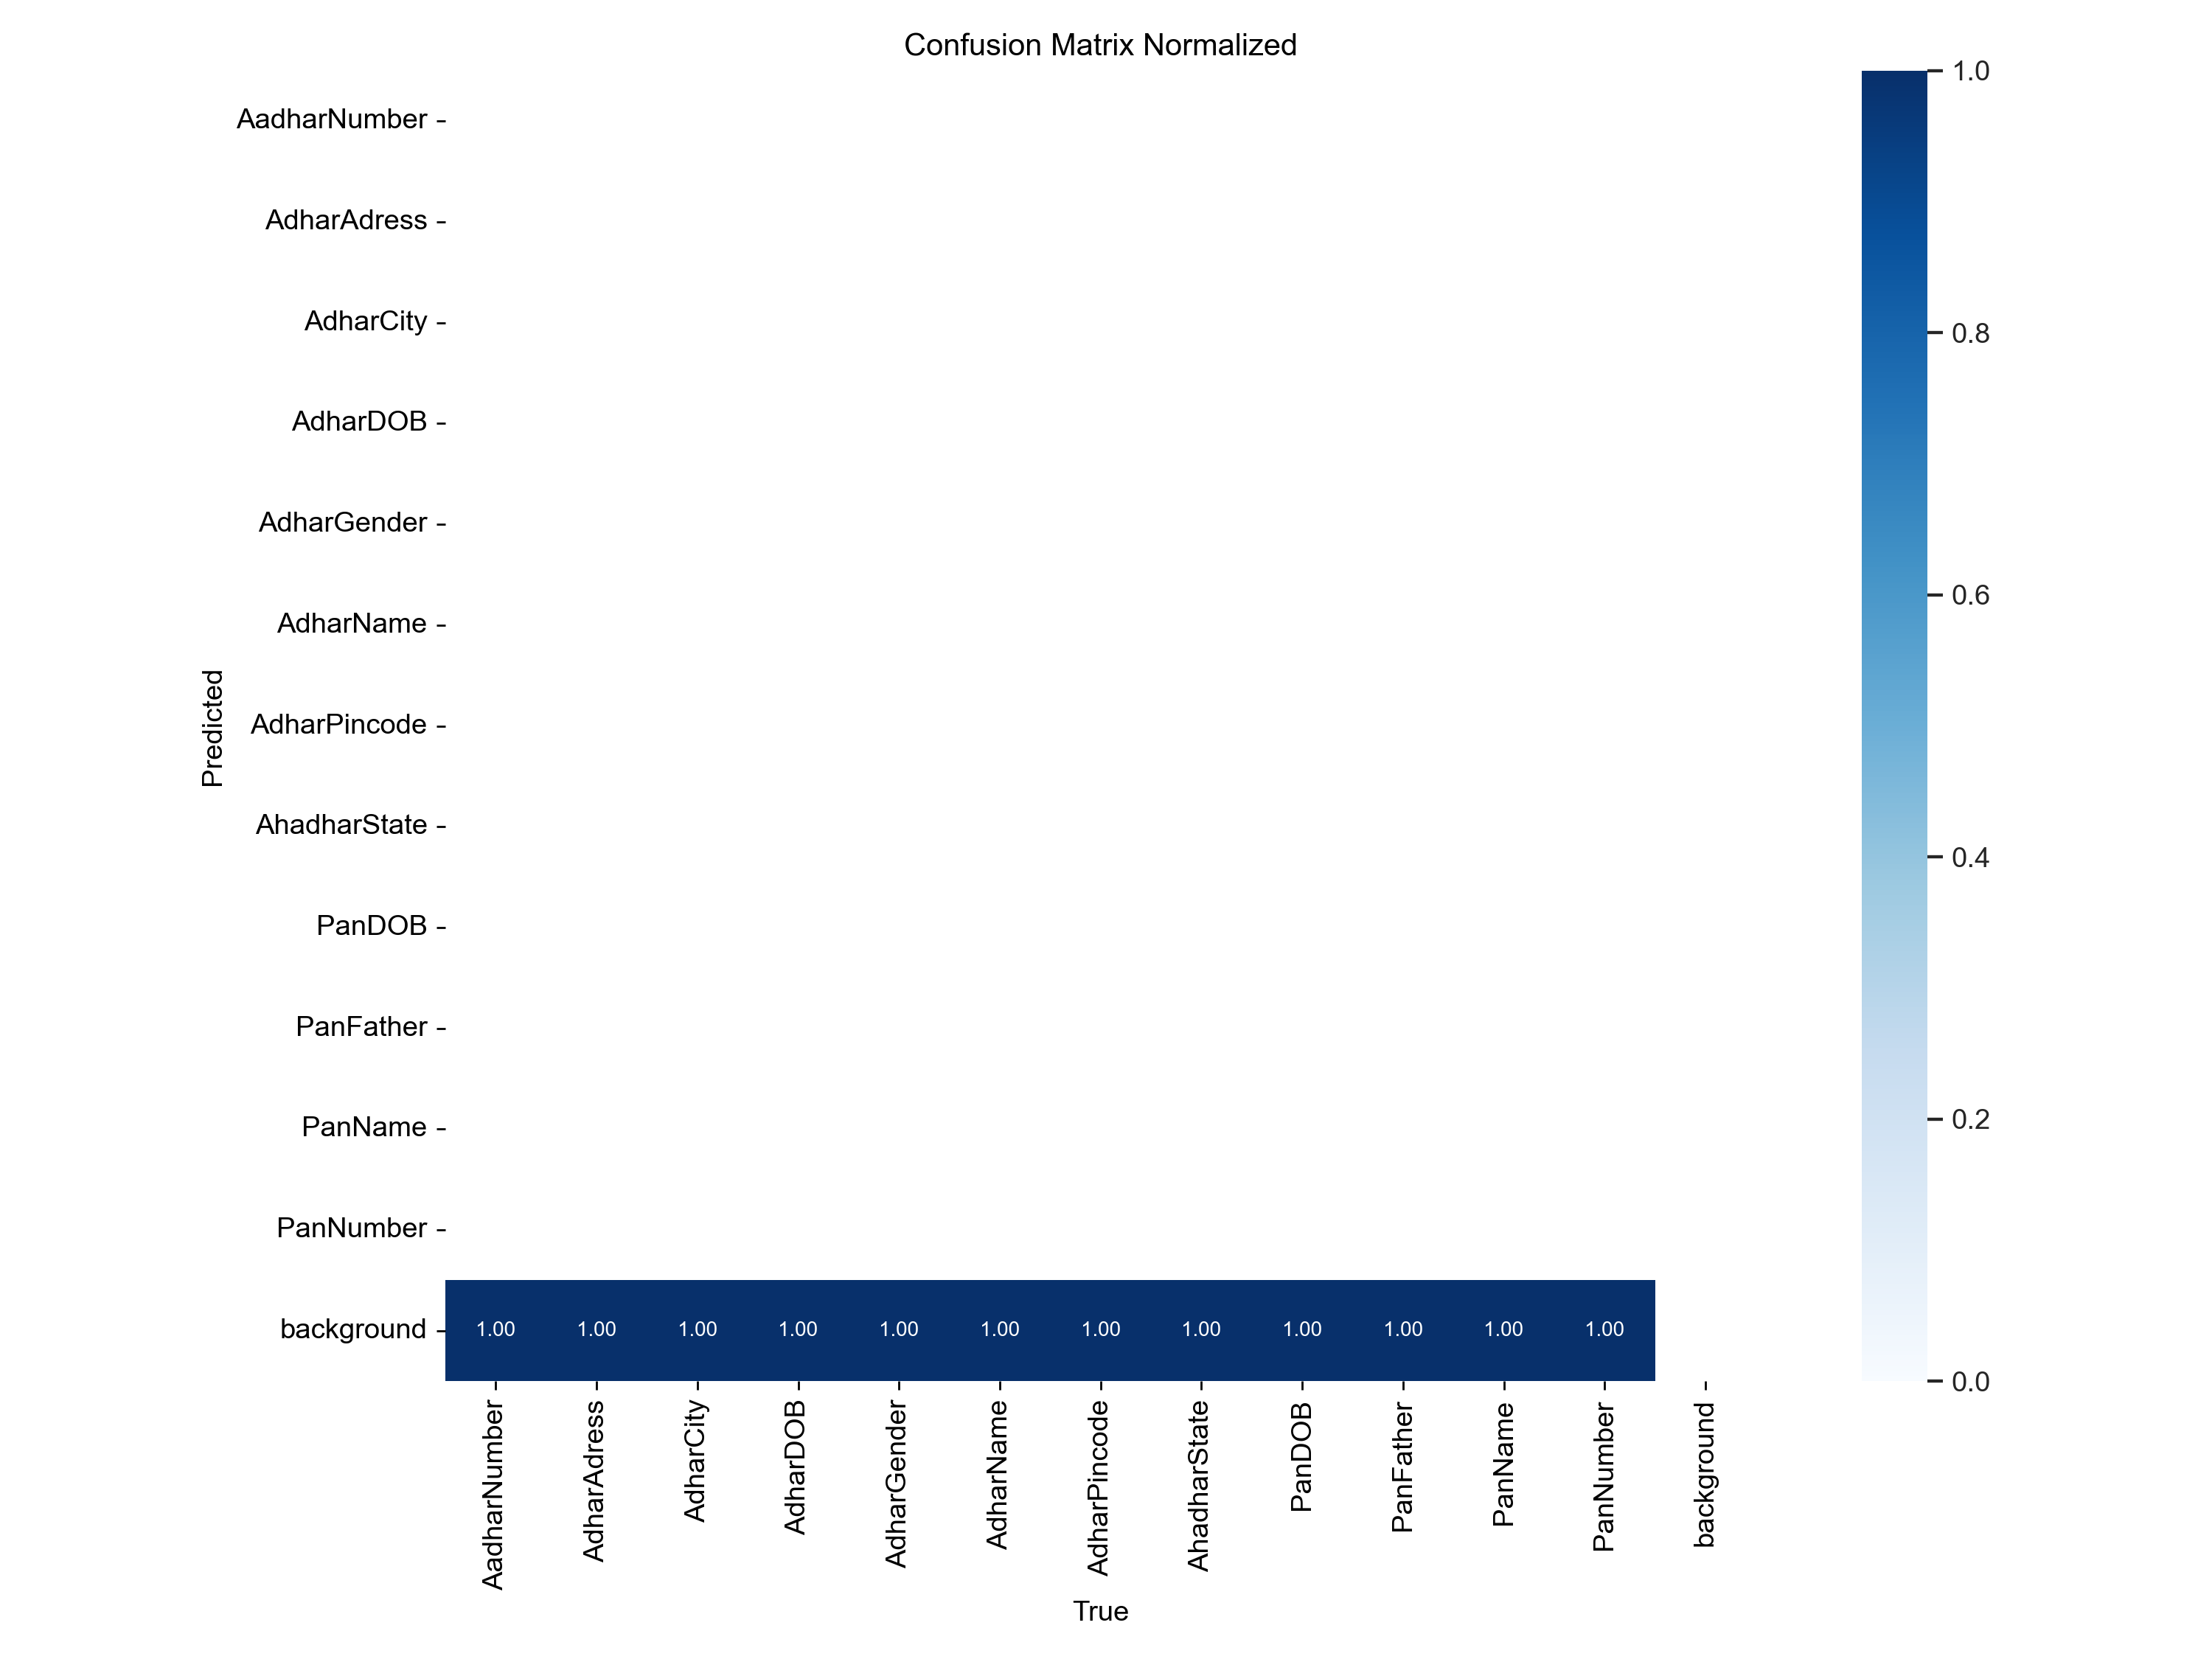 Confusion Matrix Normalized
AadharNumber
AdharAdress
AdharCity
AdharDOB
AdharGender
AdharName
AdharPincode
AhadharState
PanDOB
PanFather
PanName
PanNumber
background
Predicted
1.00 1.00 1.00 1.00 1.00 1.00 1.00 1.00 1.00 1.00 1.00 1.00
AadharNumber
AdharAdress
AdharCity
AdharDOB
AdharGender
AdharName
AdharPincode
AhadharState
PanDOB
PanFather
PanName
PanNumber
background
True
1.0
0.8
0.6
0.4
0.2
0.0